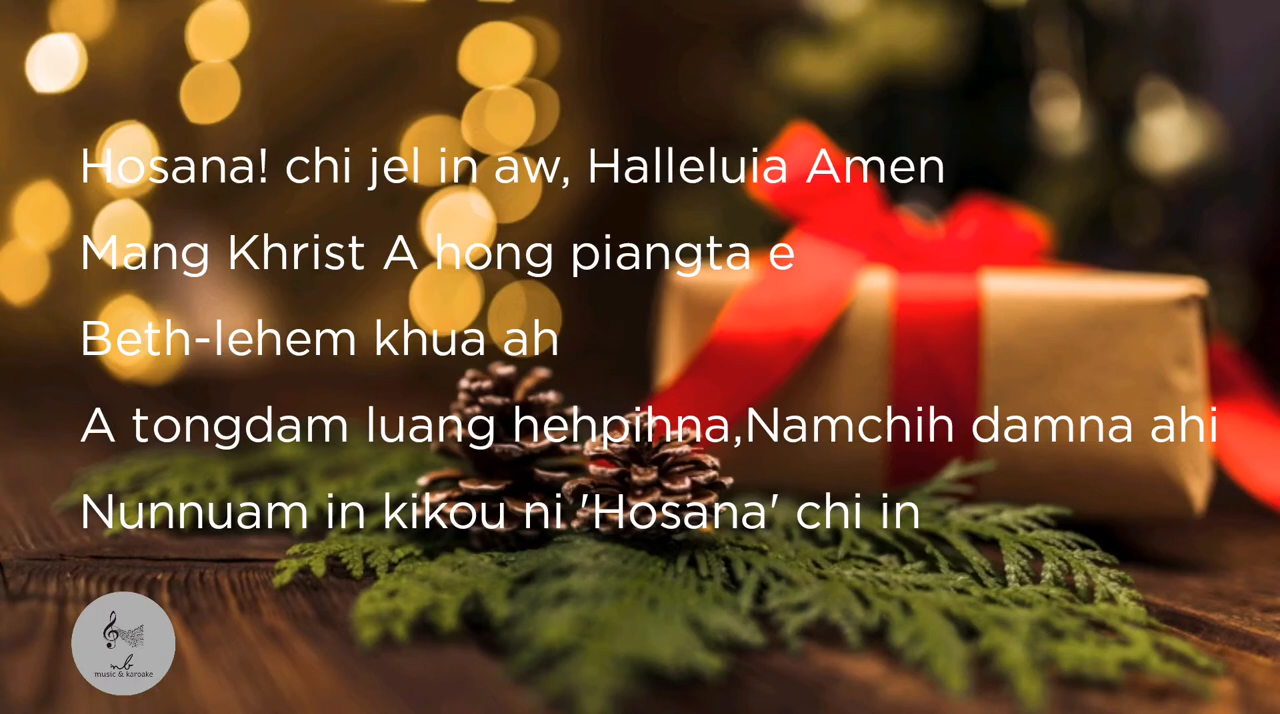 Hosana! chi jel in aw, Halleluia Amen
Mang Khrist A hong piangta e
Beth-lehem khua ah
A tongdam luang hehpihna,Namchih damna ahi
Nunnuam in kikou ni 'Hosana' chi in
nb
music & karoake